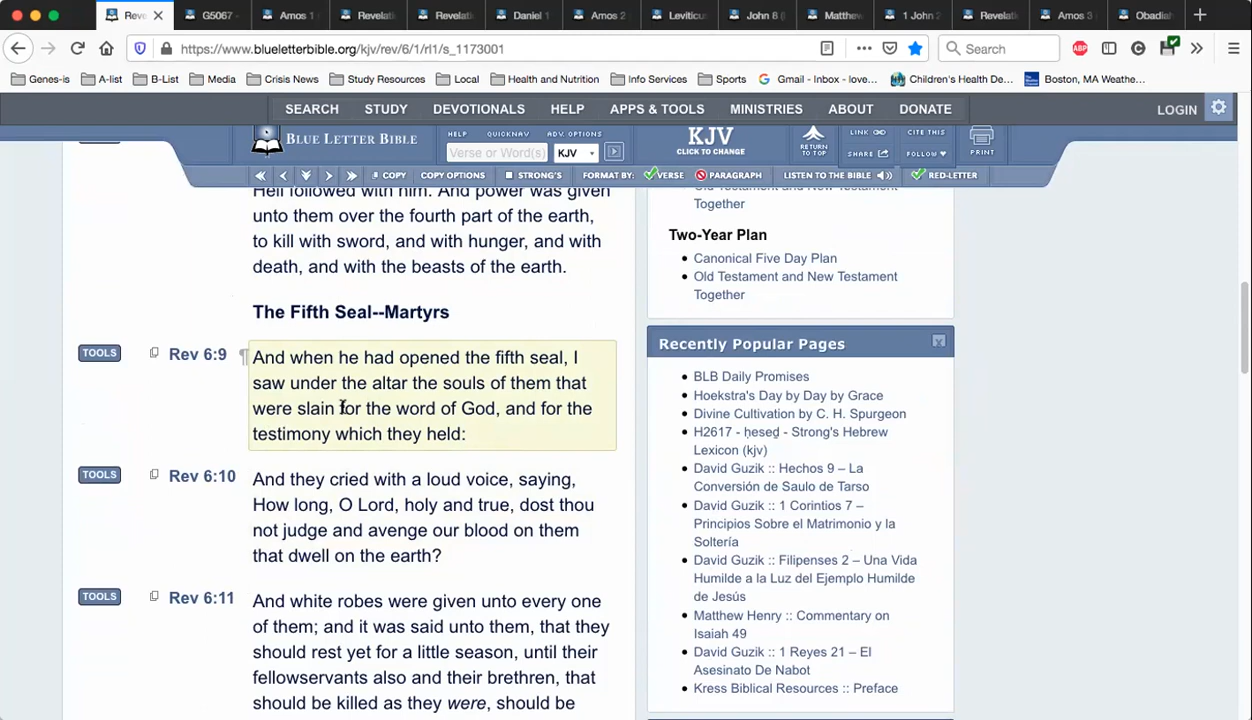 Reve
G5067 -
Amos 1
Revelati
Revelati
Daniel 1
Amos 2
Leviticu
John 8 (
Matthew
1 John 2
Revelati
Amos 3
Obadiah
https://www.blueletterbible.org/kjv/rev/6/1/rl1/s_1173001
Search
ABP
Genes-is
A-list
B-List
Media
Crisis News
Study Resources
Local
Health and Nutrition
Info Services
Sports
Gmail - Inbox - love...
Children's Health De...
Boston, MA Weathe...
SEARCH
STUDY
DEVOTIONALS
HELP
APPS & TOOLS
MINISTRIES
ABOUT
DONATE
LOGIN
BLUE LETTER BIBLE
HELP
QUICKNAV
ADV. OPTIONS
Verse or Word(s)
KJV
KJV
CLICK TO CHANGE
RETURN
TO TOP
LINK
SHARE
CITE THIS
FOLLOW
PRINT
COPY
COPY OPTIONS
STRONG'S
FORMAT BY:
VERSE
PARAGRAPH
LISTEN TO THE BIBLE
RED-LETTER
Hell followed with him. And power was given
unto them over the fourth part of the earth,
to kill with sword, and with hunger, and with
death, and with the beasts of the earth.
The Fifth Seal--Martyrs
TOOLS
Rev 6:9
¶
And when he had opened the fifth seal, I
saw under the altar the souls of them that
were slain for the word of God, and for the
testimony which they held:
TOOLS
Rev 6:10
And they cried with a loud voice, saying,
How long, O Lord, holy and true, dost thou
not judge and avenge our blood on them
that dwell on the earth?
TOOLS
Rev 6:11
And white robes were given unto every one
of them; and it was said unto them, that they
should rest yet for a little season, until their
fellowservants also and their brethren, that
should be killed as they were, should be
Old Testament and New Testament
Together
Two-Year Plan
Canonical Five Day Plan
Old Testament and New Testament
Together
Recently Popular Pages
BLB Daily Promises
Hoekstra's Day by Day by Grace
Divine Cultivation by C. H. Spurgeon
H2617 - ḥeseḏ - Strong's Hebrew
Lexicon (kjv)
David Guzik :: Hechos 9 – La
Conversión de Saulo de Tarso
David Guzik :: 1 Corintios 7 –
Principios Sobre el Matrimonio y la
Soltería
David Guzik :: Filipenses 2 – Una Vida
Humilde a la Luz del Ejemplo Humilde
de Jesús
Matthew Henry :: Commentary on
Isaiah 49
David Guzik :: 1 Reyes 21 – El
Asesinato De Nabot
Kress Biblical Resources :: Preface